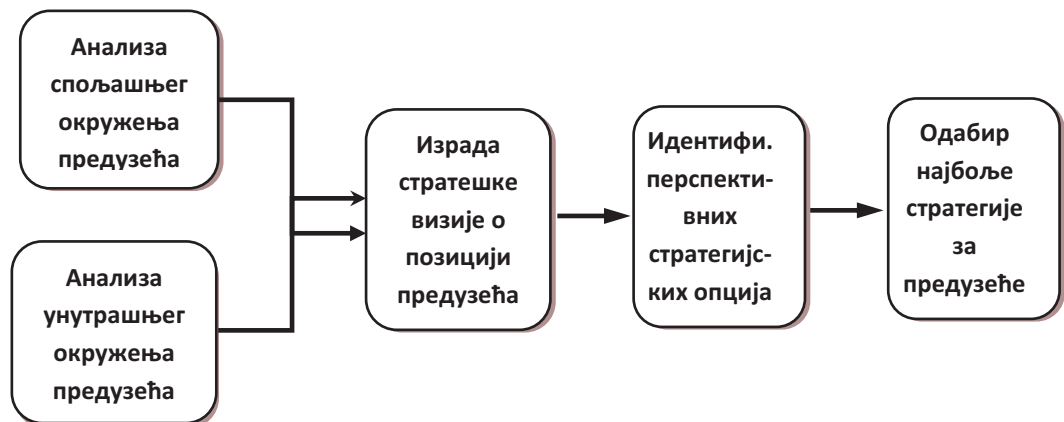 Анализа
спољашњег
окружења
предузећа
Анализа
унутрашњег
окружења
предузећа
Израда
стратешке
визије о
позицији
предузећа
Идентифи.
перспекти-
вних
стратегијс-
ких опција
Одабир
најбоље
стратегије
за
предузеће